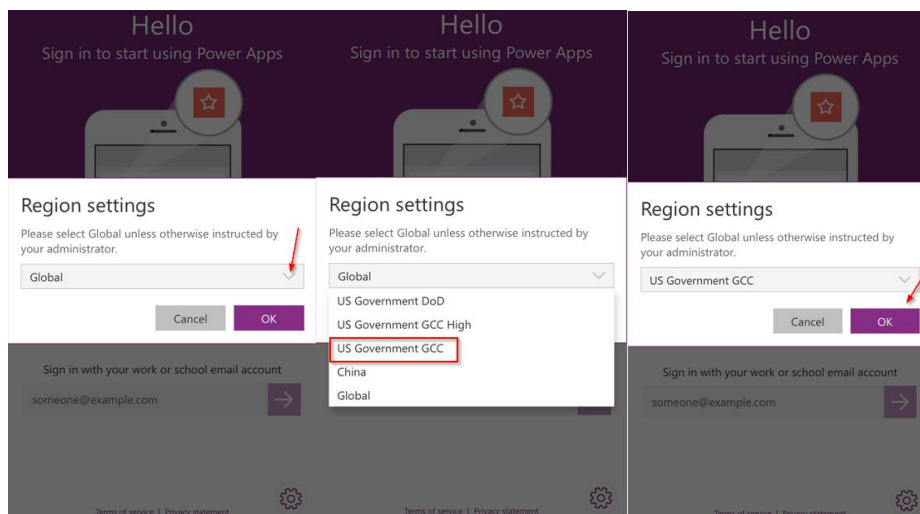 Hello
Sign in to start using Power Apps
Region settings
Please select Global unless otherwise instructed by
your administrator.
Global
Cancel
OK
Sign in with your work or school email account
someone@example.com
Terms of service | Privacy statement
Hello
Sign in to start using Power Apps
Region settings
Please select Global unless otherwise instructed by
your administrator.
Global
US Government DoD
US Government GCC High
US Government GCC
China
Global
Terms of service | Privacy statement
Hello
Sign in to start using Power Apps
Region settings
Please select Global unless otherwise instructed by
your administrator.
US Government GCC
Cancel
OK
Sign in with your work or school email account
someone@example.com
Terms of service | Privacy statement